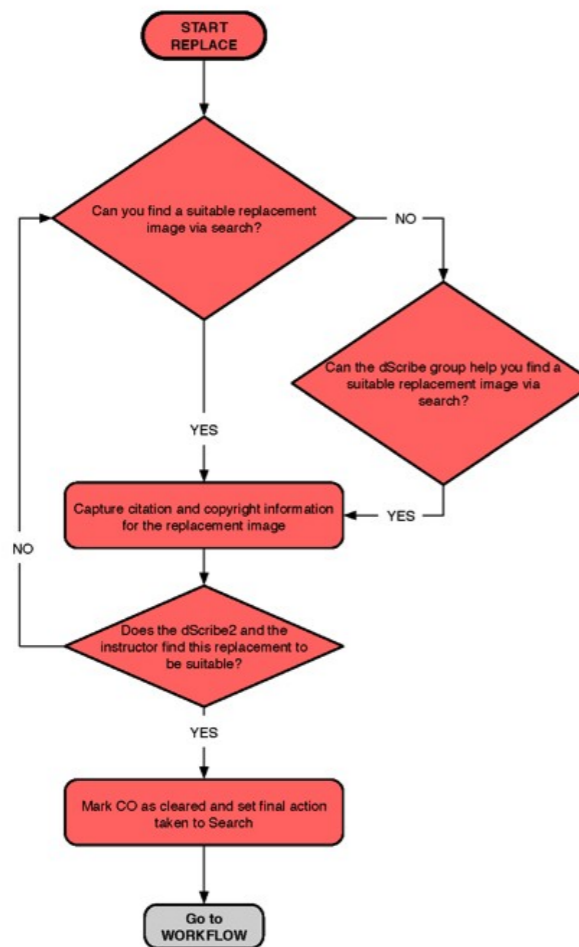 START
REPLACE
Can you find a suitable replacement
image via search?
NO
Can the dScribe group help you find a
suitable replacement image via
search?
YES
Capture citation and copyright information
for the replacement image
YES
NO
Does the dScribe2 and the
instructor find this replacement to
be suitable?
YES
Mark CO as cleared and set final action
taken to Search
Go to
WORKFLOW